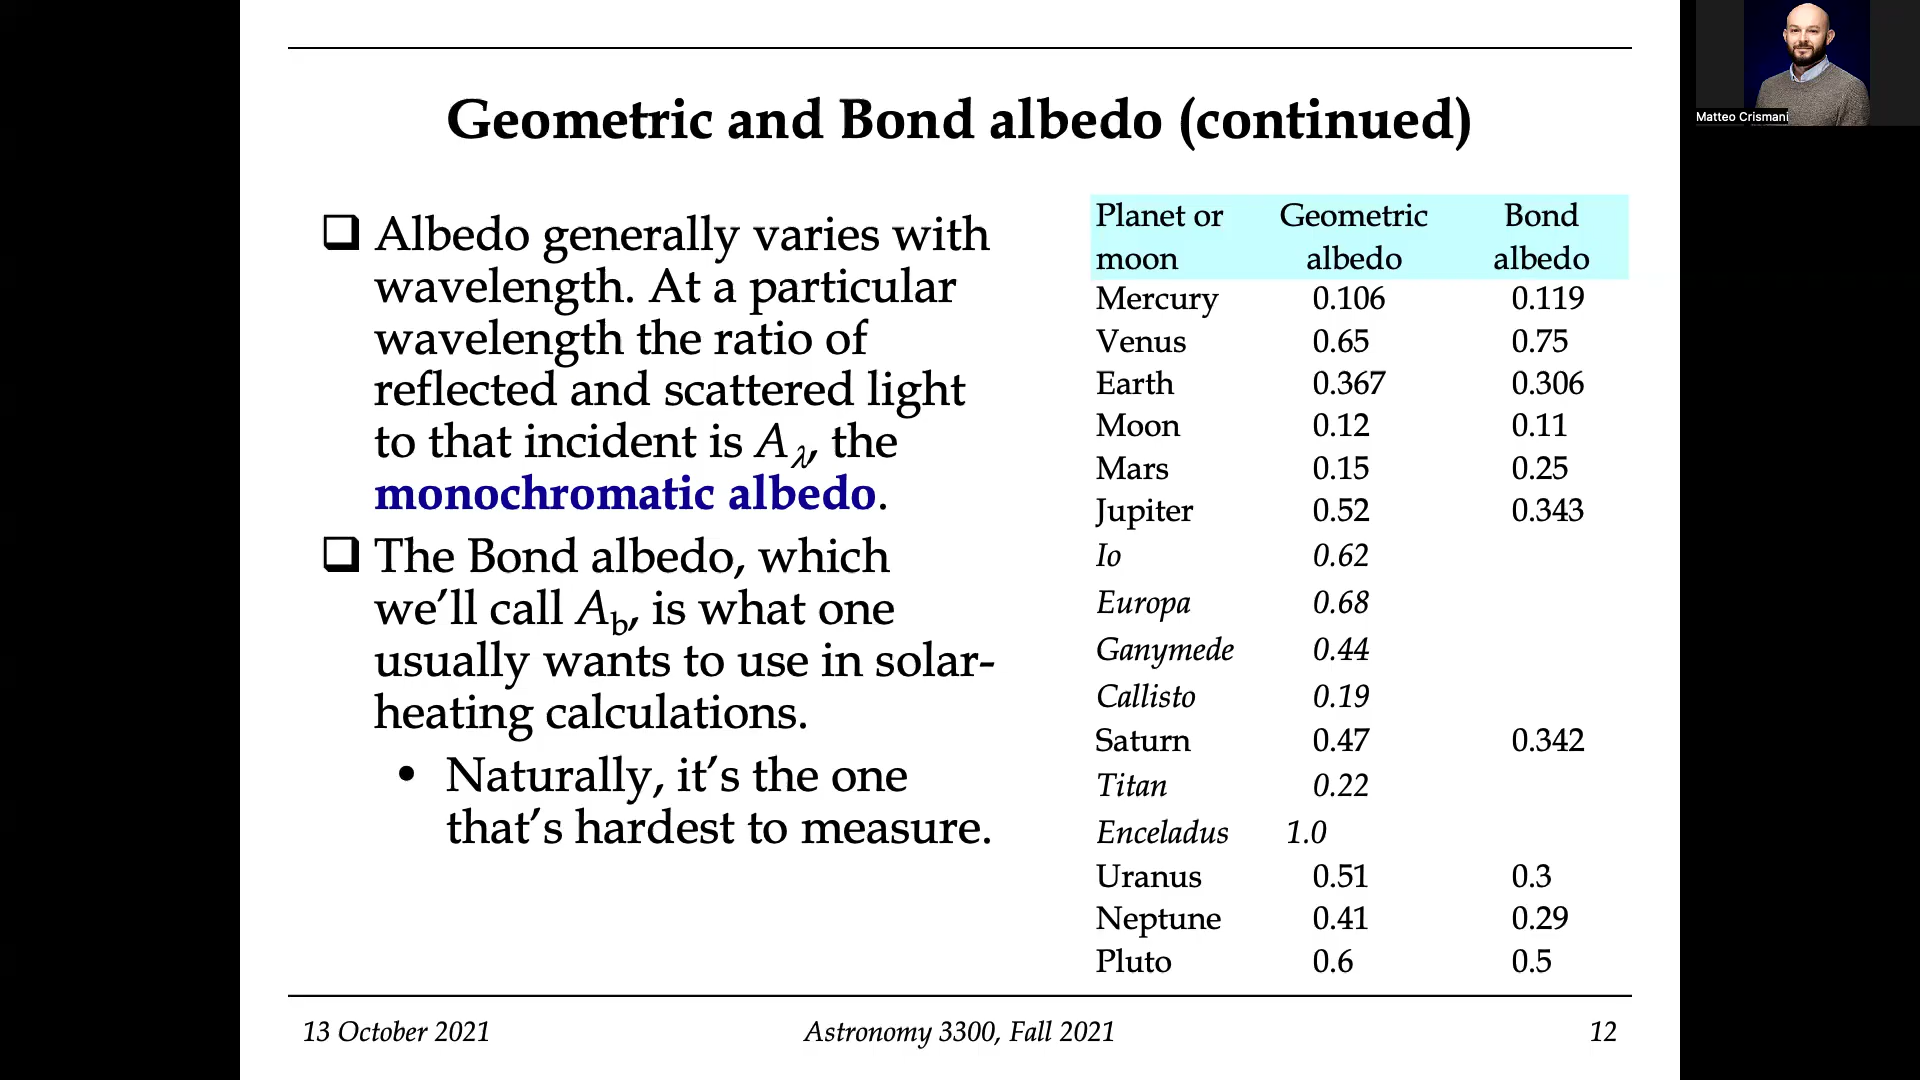 Geometric and Bond albedo (continued)
❑ Albedo generally varies with
wavelength. At a particular
wavelength the ratio of
reflected and scattered light
to that incident is Aλ, the
monochromatic albedo.
❑ The Bond albedo, which
we'll call Ab, is what one
usually wants to use in solar-
heating calculations.
• Naturally, it's the one
that's hardest to measure.
Planet or Geometric Bond
moon albedo albedo
Mercury 0.106 0.119
Venus 0.65 0.75
Earth 0.367 0.306
Moon 0.12 0.11
Mars 0.15 0.25
Jupiter 0.52 0.343
Io 0.62
Europa 0.68
Ganymede 0.44
Callisto 0.19
Saturn 0.47 0.342
Titan 0.22
Enceladus 1.0
Uranus 0.51 0.3
Neptune 0.41 0.29
Pluto 0.6 0.5
13 October 2021 Astronomy 3300, Fall 2021 12
Matteo Crismani